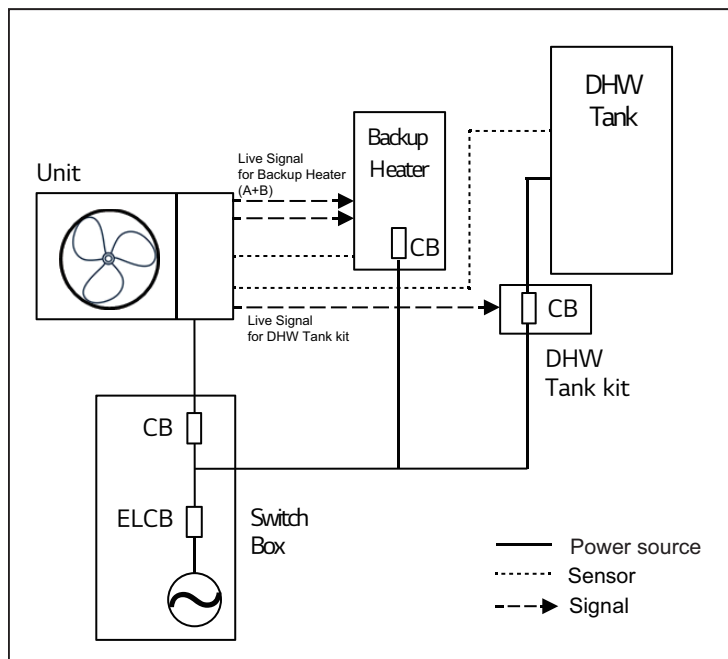 DHW
Tank
Backup
Heater
Live Signal
for Backup Heater
(A+B)
Unit
CB
CB
Live Signal
for DHW Tank kit
DHW
Tank kit
CB
ELCB
Switch
Box
Power source
Sensor
Signal